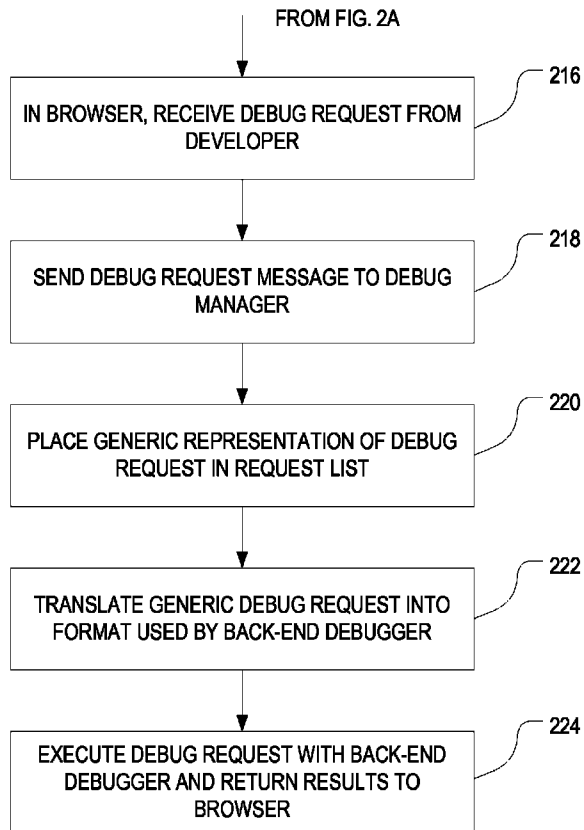 FROM FIG. 2A
216
IN BROWSER, RECEIVE DEBUG REQUEST FROM
DEVELOPER
218
SEND DEBUG REQUEST MESSAGE TO DEBUG
MANAGER
220
PLACE GENERIC REPRESENTATION OF DEBUG
REQUEST IN REQUEST LIST
222
TRANSLATE GENERIC DEBUG REQUEST INTO
FORMAT USED BY BACK-END DEBUGGER
224
EXECUTE DEBUG REQUEST WITH BACK-END
DEBUGGER AND RETURN RESULTS TO
BROWSER